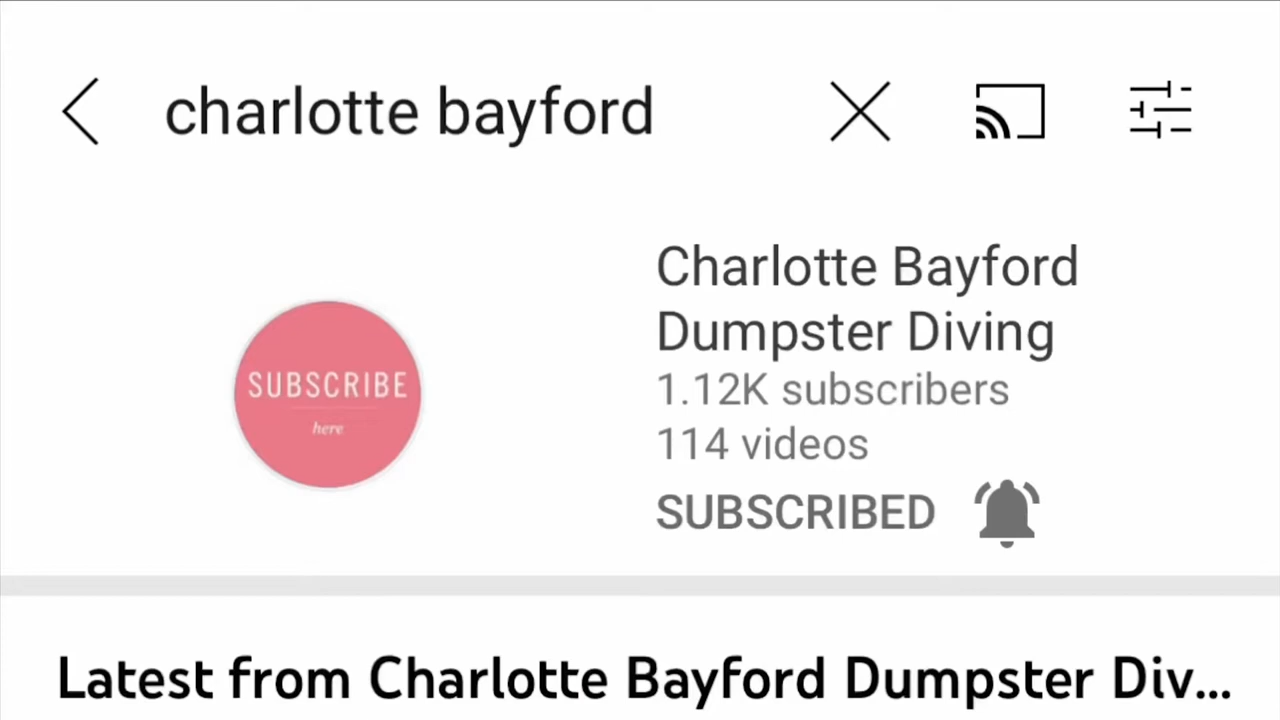 charlotte bayford
Charlotte Bayford
Dumpster Diving
1.12K subscribers
114 videos
SUBSCRIBED
SUBSCRIBE
here
Latest from Charlotte Bayford Dumpster Div...